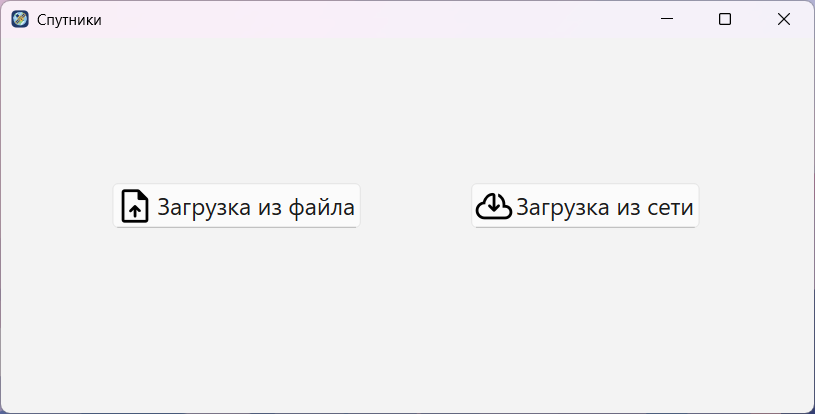 Спутники
Загрузка из файла
Загрузка из сети